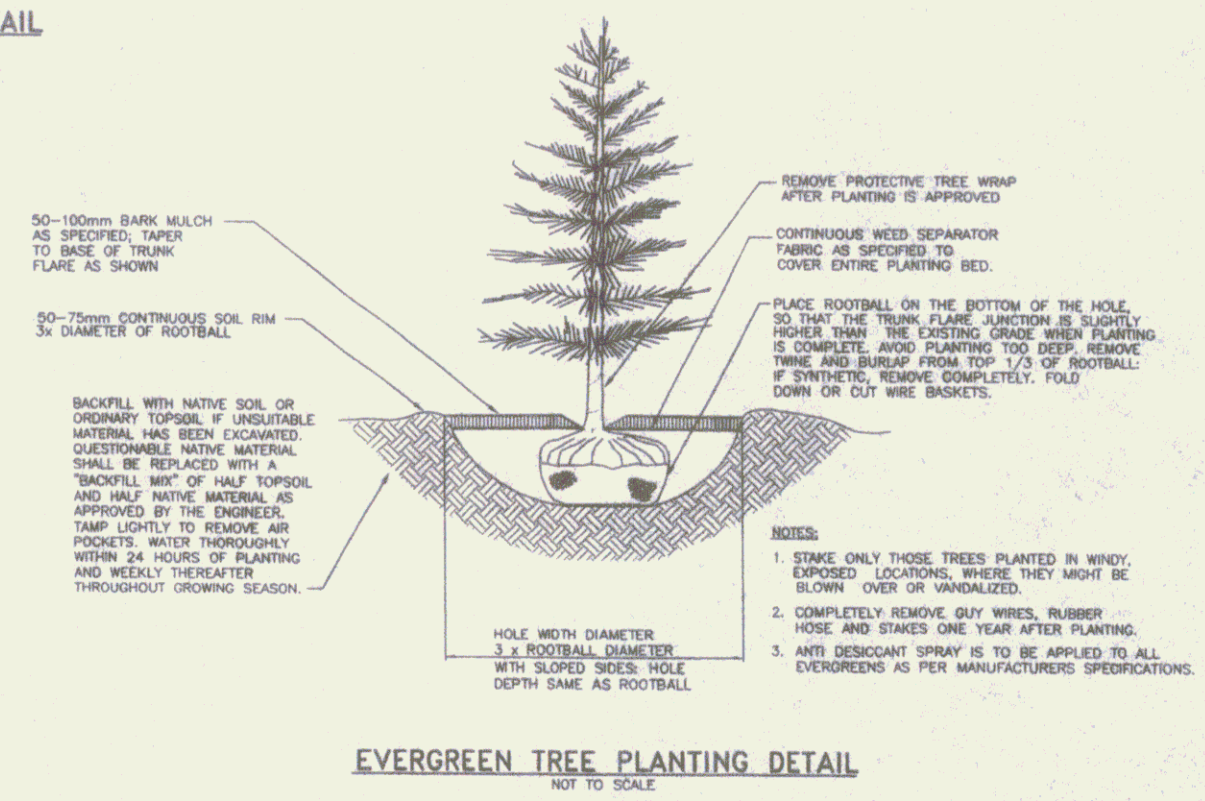 AIL
50-100mm BARK MULCH
AS SPECIFIED; TAPER
TO BASE OF TRUNK
FLARE AS SHOWN
50-75mm CONTINUOUS SOIL RIM
3x DIAMETER OF ROOTBALL
BACKFILL WITH NATIVE SOIL OR
ORDINARY TOPSOIL IF UNSUITABLE
MATERIAL HAS BEEN EXCAVATED.
QUESTIONABLE NATIVE MATERIAL
SHALL BE REPLACED WITH A
"BACKFILL MIX" OF HALF TOPSOIL
AND HALF NATIVE MATERIAL AS
APPROVED BY THE ENGINEER.
TAMP LIGHTLY TO REMOVE AIR
POCKETS. WATER THOROUGHLY
WITHIN 24 HOURS OF PLANTING
AND WEEKLY THEREAFTER
THROUGHOUT GROWING SEASON.
REMOVE PROTECTIVE TREE WRAP
AFTER PLANTING IS APPROVED
CONTINUOUS WEED SEPARATOR
FABRIC AS SPECIFIED TO
COVER ENTIRE PLANTING BED.
PLACE ROOTBALL ON THE BOTTOM OF THE HOLE,
SO THAT THE TRUNK FLARE JUNCTION IS SLIGHTLY
HIGHER THAN THE EXISTING GRADE WHEN PLANTING
IS COMPLETE. AVOID PLANTING TOO DEEP. REMOVE
TWINE AND BURLAP FROM TOP 1/3 OF ROOTBALL:
IF SYNTHETIC, REMOVE COMPLETELY. FOLD
DOWN OR CUT WIRE BASKETS.
HOLE WIDTH DIAMETER
3 x ROOTBALL DIAMETER
WITH SLOPED SIDES: HOLE
DEPTH SAME AS ROOTBALL
NOTES:
1. STAKE ONLY THOSE TREES PLANTED IN WINDY,
EXPOSED LOCATIONS, WHERE THEY MIGHT BE
BLOWN OVER OR VANDALIZED.
2. COMPLETELY REMOVE GUY WIRES, RUBBER
HOSE AND STAKES ONE YEAR AFTER PLANTING.
3. ANTI DESICCANT SPRAY IS TO BE APPLIED TO ALL
EVERGREENS AS PER MANUFACTURERS SPECIFICATIONS.
EVERGREEN TREE PLANTING DETAIL
NOT TO SCALE